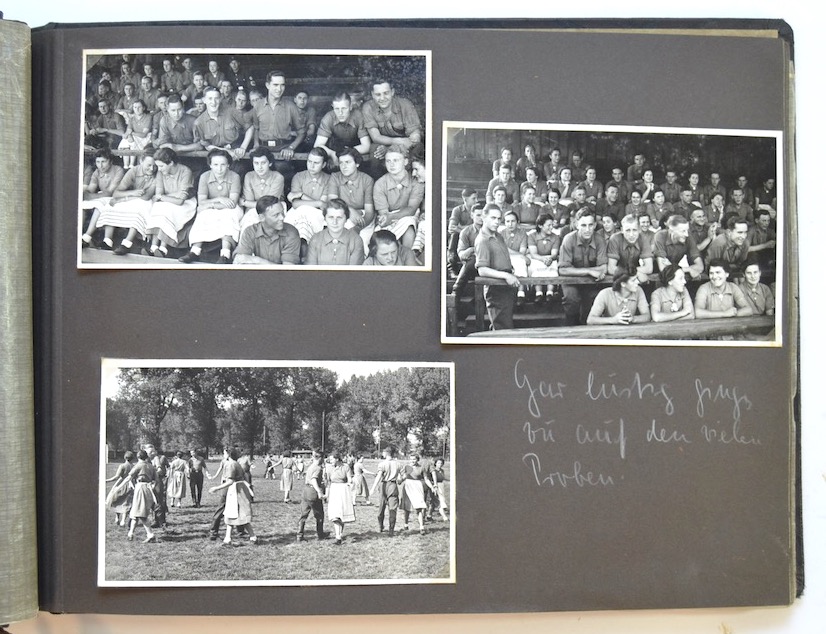 Gar lustig gings
zu auf den vielen
Proben.